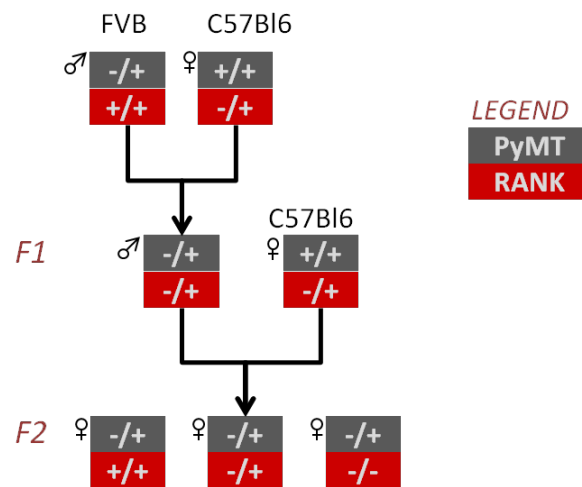 FVB C57Bl6
♂ -/+ ♀ +/+
+/+ -/+
LEGEND
PyMT
RANK
C57Bl6
F1 ♂ -/+ ♀ +/+
-/+ -/+
F2 ♀ -/+ ♀ -/+ ♀ -/+
+/+ -/+ -/-